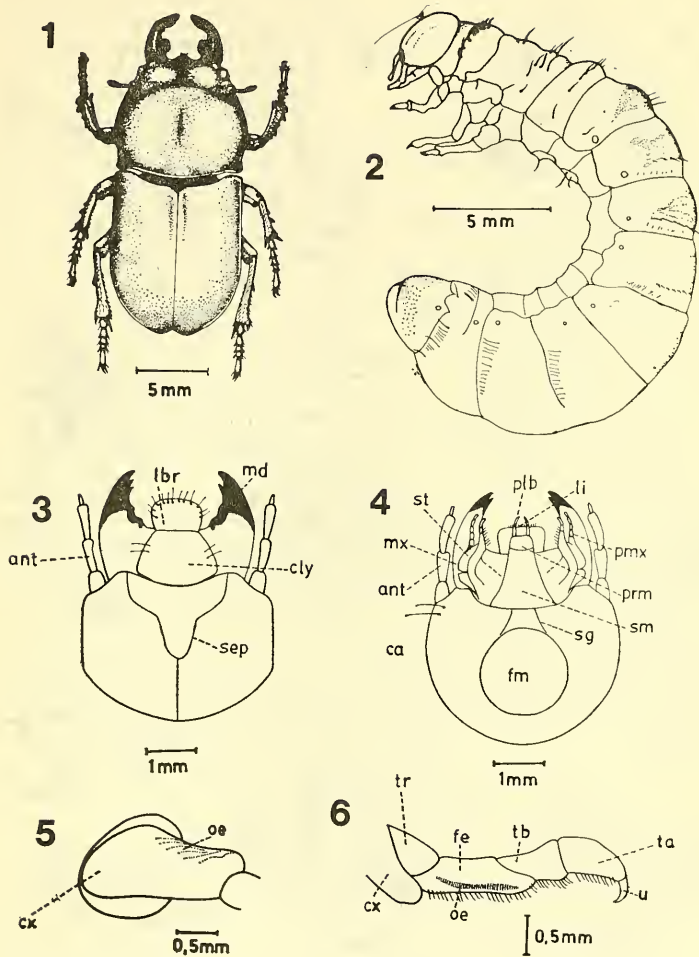 1
5mm
2
5 mm
3
lbr
md
ant
cly
sep
1mm
4
plb
li
st
mx
ant
ca
pmx
prm
sm
sg
fm
1mm
5
oe
cx
0,5mm
6
tr
fe
tb
ta
cx
oe
u
0,5mm